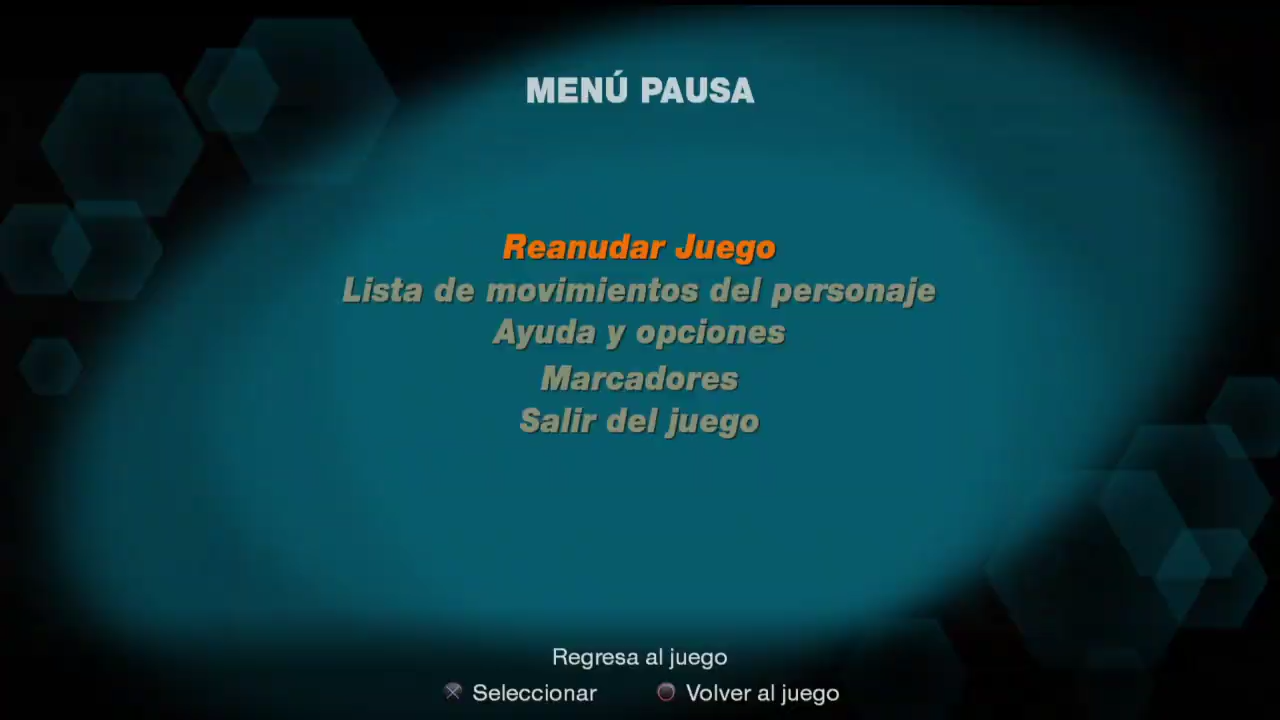 MENÚ PAUSA
Reanudar Juego
Lista de movimientos del personaje
Ayuda y opciones
Marcadores
Salir del juego
Regresa al juego
Seleccionar Volver al juego